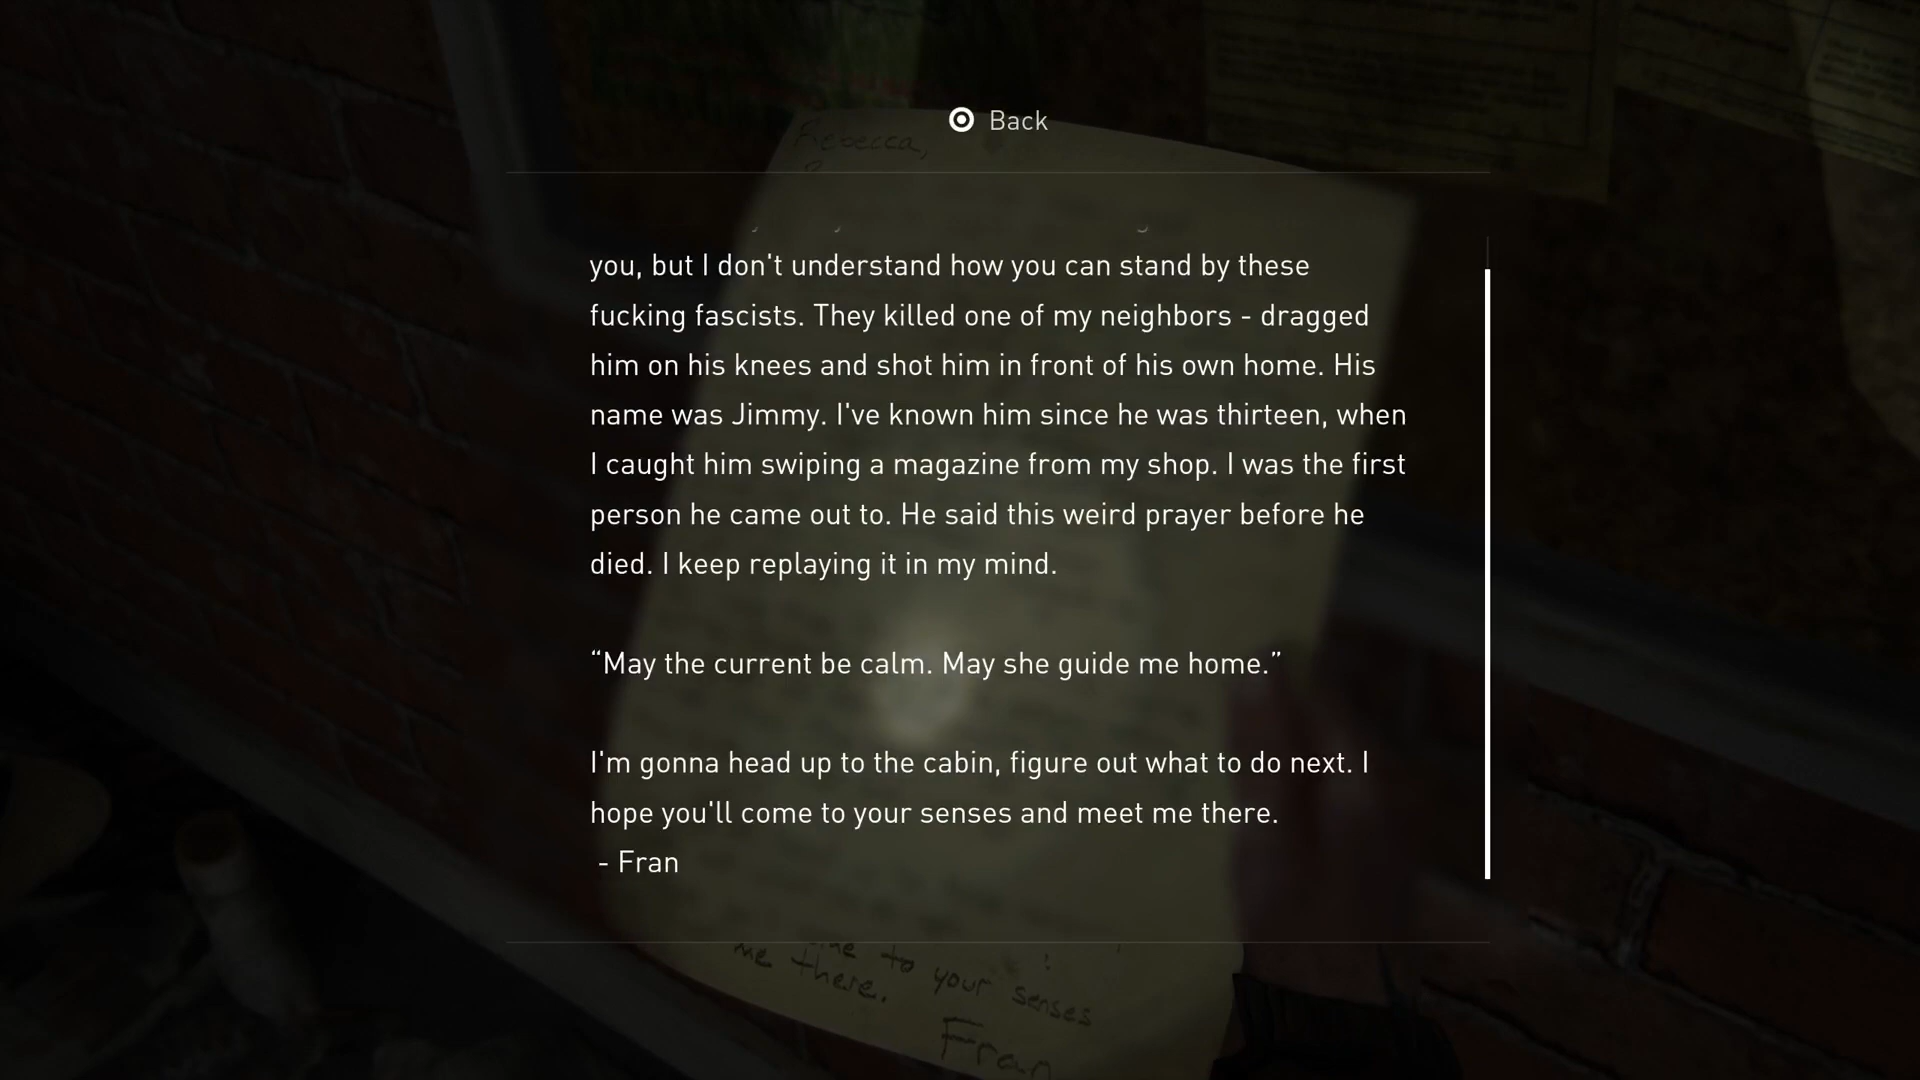 Back
Rebecca,
you, but I don't understand how you can stand by these
fucking fascists. They killed one of my neighbors - dragged
him on his knees and shot him in front of his own home. His
name was Jimmy. I've known him since he was thirteen, when
I caught him swiping a magazine from my shop. I was the first
person he came out to. He said this weird prayer before he
died. I keep replaying it in my mind.
“May the current be calm. May she guide me home.”
I'm gonna head up to the cabin, figure out what to do next. I
hope you'll come to your senses and meet me there.
- Fran
to your senses
me there.
Fran